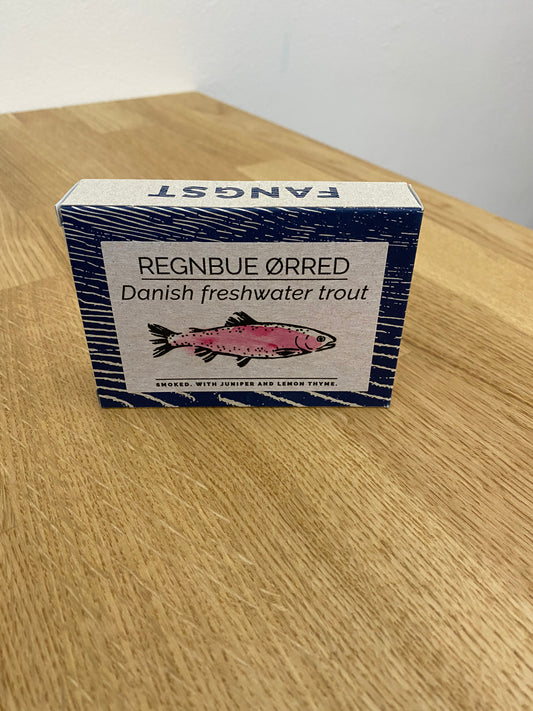 FANGST
REGNBUE ØRRED
Danish freshwater trout
SMOKED. WITH JUNIPER AND LEMON THYME.